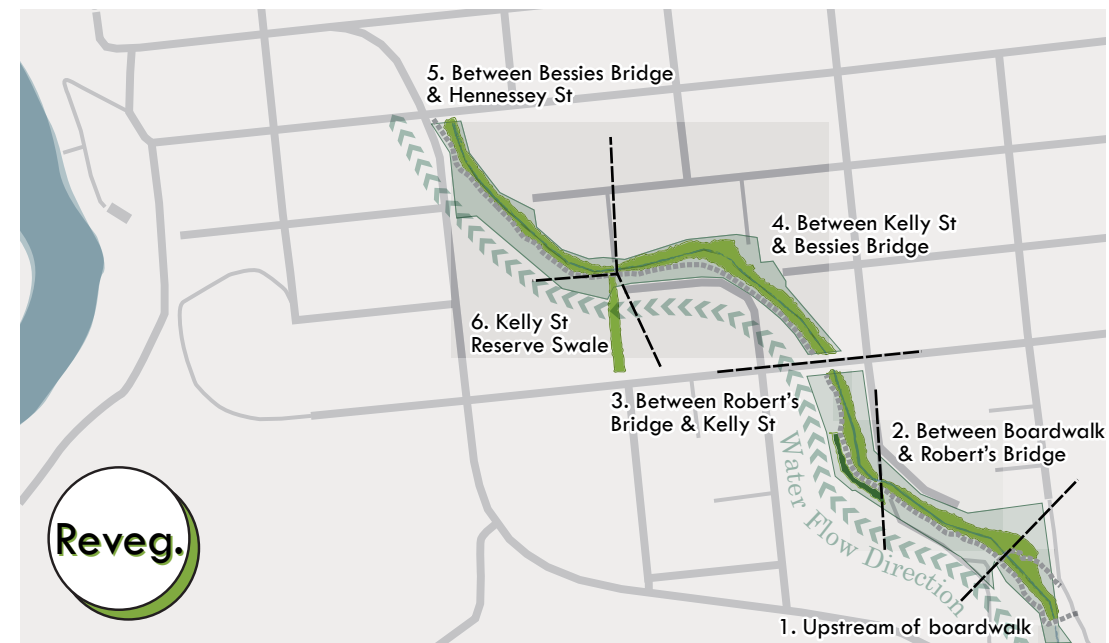 5. Between Bessies Bridge
& Hennessey St
4. Between Kelly St
& Bessies Bridge
6. Kelly St
Reserve Swale
3. Between Robert's
Bridge & Kelly St
2. Between Boardwalk
& Robert's Bridge
Water Flow Direction
Reveg.
1. Upstream of boardwalk